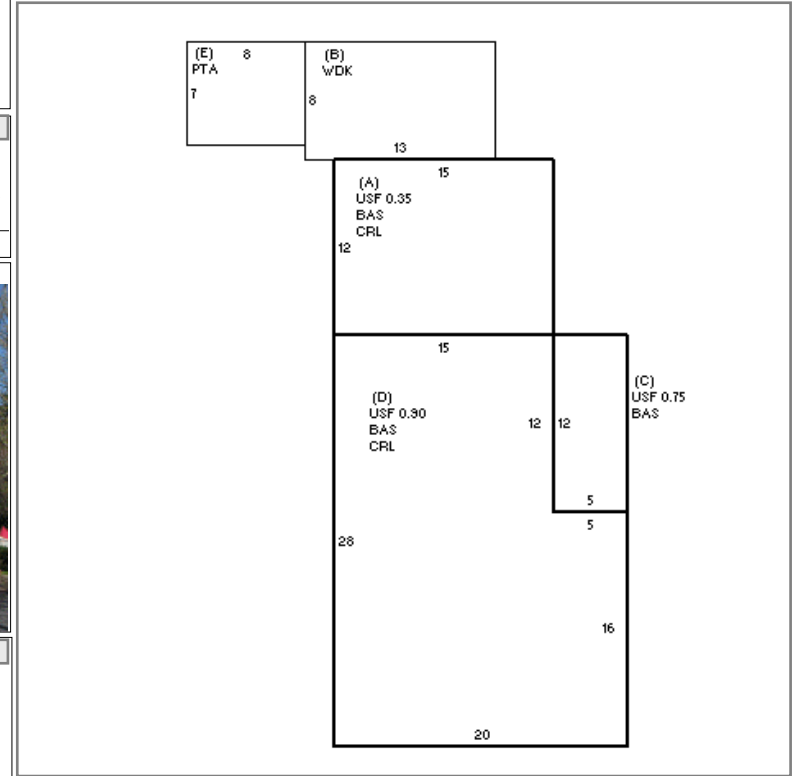 (E) 8
PTA
7
(B)
WDK
8
13
15
(A)
USF 0.35
BAS
CRL
12
15
(D)
USF 0.90
BAS
CRL
12 12
(C)
USF 0.75
BAS
5
5
28
16
20